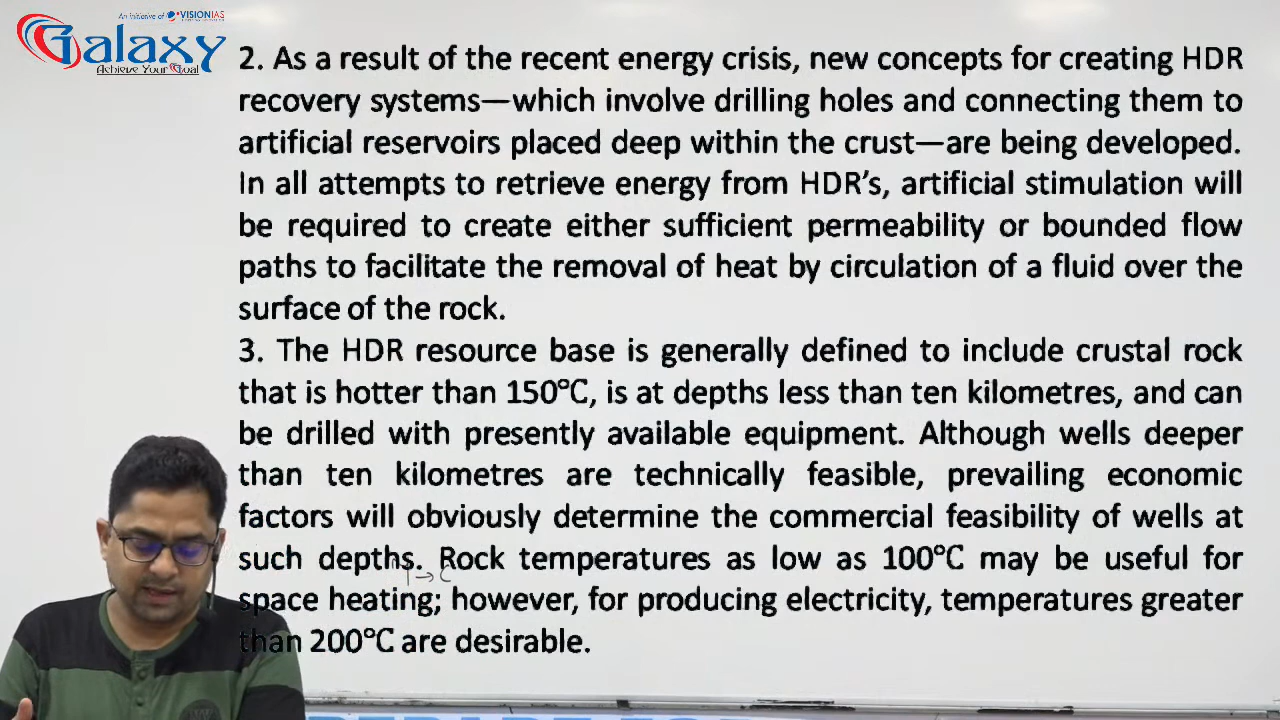 An initiative of VISIONIAS
Galaxy
Achieve Your Goal
2. As a result of the recent energy crisis, new concepts for creating HDR
recovery systems—which involve drilling holes and connecting them to
artificial reservoirs placed deep within the crust—are being developed.
In all attempts to retrieve energy from HDR's, artificial stimulation will
be required to create either sufficient permeability or bounded flow
paths to facilitate the removal of heat by circulation of a fluid over the
surface of the rock.
3. The HDR resource base is generally defined to include crustal rock
that is hotter than 150°C, is at depths less than ten kilometres, and can
be drilled with presently available equipment. Although wells deeper
than ten kilometres are technically feasible, prevailing economic
factors will obviously determine the commercial feasibility of wells at
such depths. Rock temperatures as low as 100°C may be useful for
space heating; however, for producing electricity, temperatures greater
than 200°C are desirable.